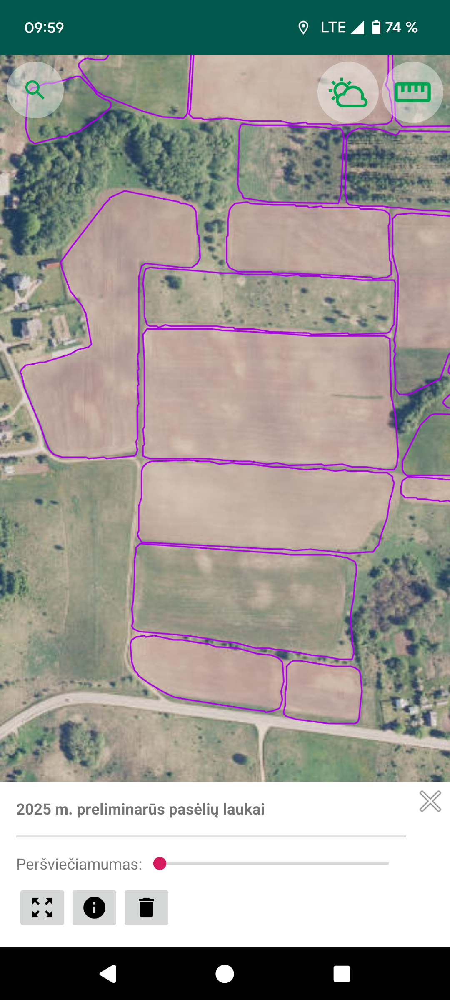 09:59
LTE 74 %
2025 m. preliminarūs pasėlių laukai
Peršviečiamumas: